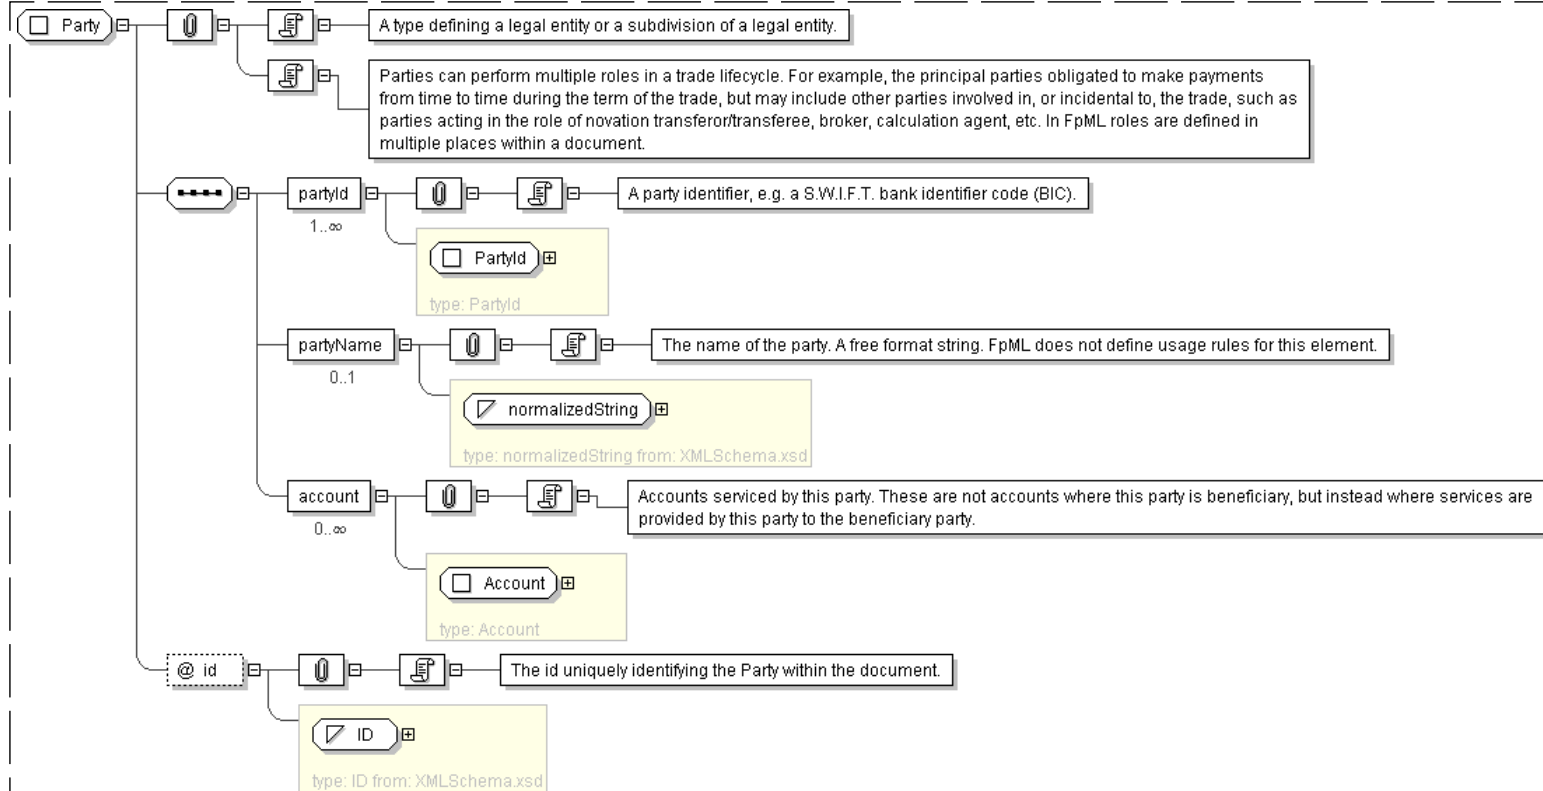 Party
A type defining a legal entity or a subdivision of a legal entity.
Parties can perform multiple roles in a trade lifecycle. For example, the principal parties obligated to make payments
from time to time during the term of the trade, but may include other parties involved in, or incidental to, the trade, such as
parties acting in the role of novation transferor/transferee, broker, calculation agent, etc. In FpML roles are defined in
multiple places within a document.
partyId
A party identifier, e.g. a S.W.I.F.T. bank identifier code (BIC).
1..∞
PartyId
type: PartyId
partyName
The name of the party. A free format string. FpML does not define usage rules for this element.
0..1
normalizedString
type: normalizedString from: XMLSchema.xsd
account
Accounts serviced by this party. These are not accounts where this party is beneficiary, but instead where services are
provided by this party to the beneficiary party.
0..∞
Account
type: Account
@ id
The id uniquely identifying the Party within the document.
ID
type: ID from: XMLSchema.xsd